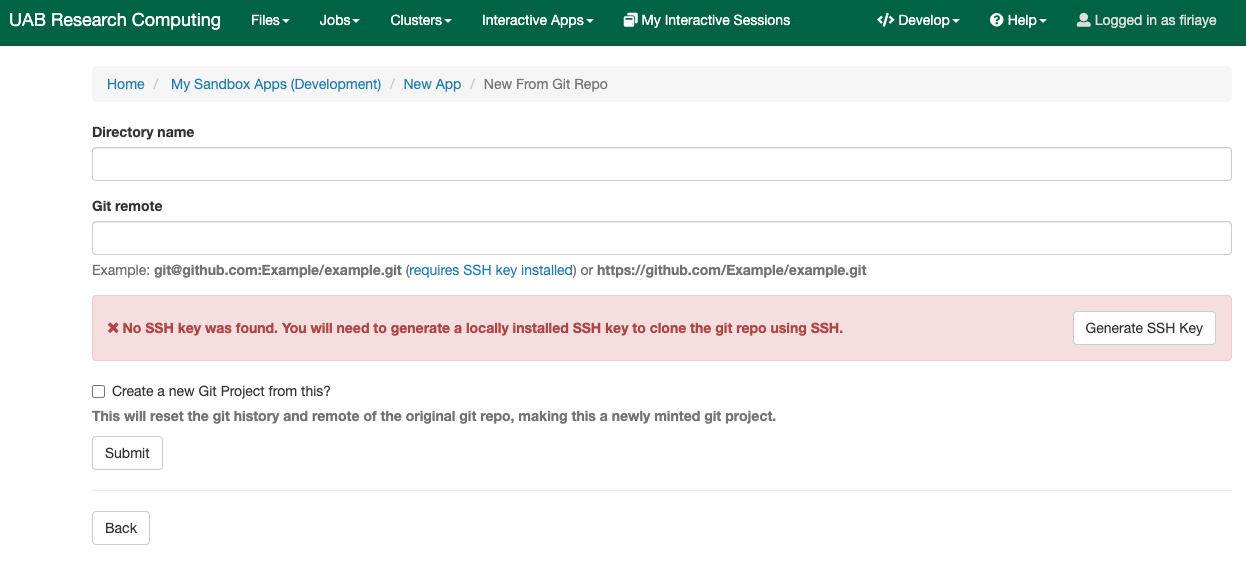 UAB Research Computing Files Jobs Clusters Interactive Apps My Interactive Sessions </> Develop Help Logged in as firiaye
Home / My Sandbox Apps (Development) / New App / New From Git Repo
Directory name
Git remote
Example: git@github.com:Example/example.git (requires SSH key installed) or https://github.com/Example/example.git
No SSH key was found. You will need to generate a locally installed SSH key to clone the git repo using SSH. Generate SSH Key
Create a new Git Project from this?
This will reset the git history and remote of the original git repo, making this a newly minted git project.
Submit
Back